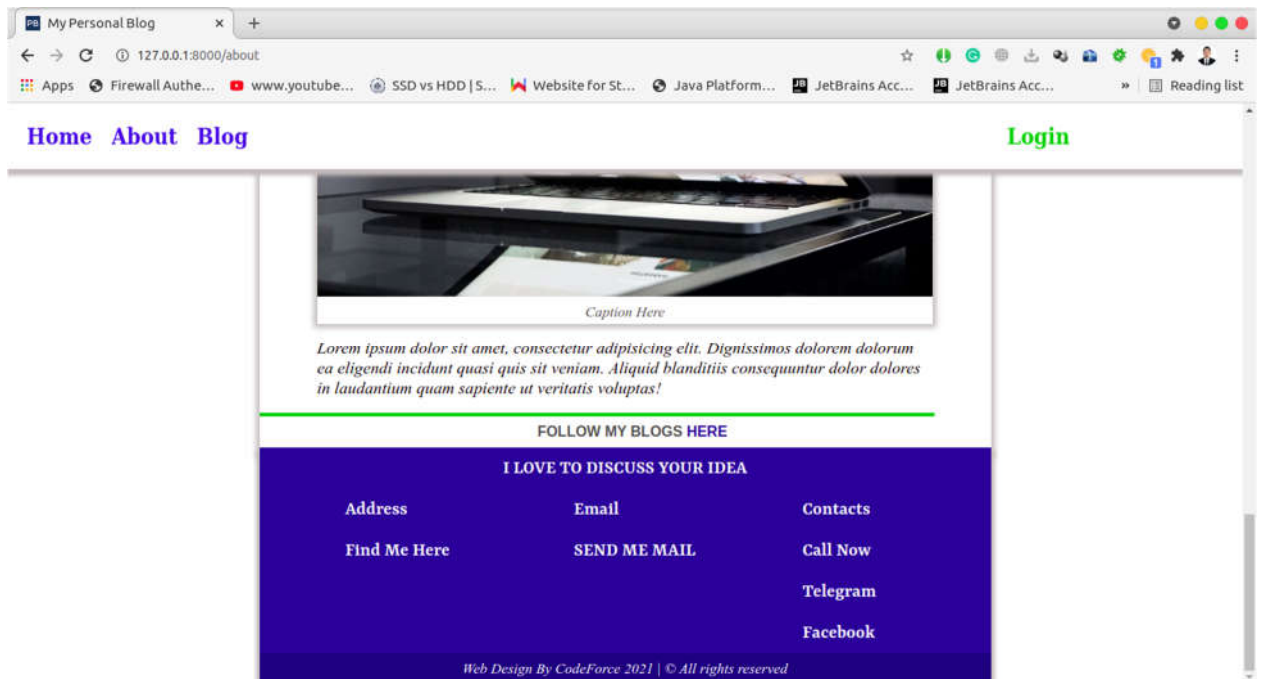 PB My Personal Blog × +
127.0.0.1:8000/about
1
Apps Firewall Authe... www.youtube... SSD vs HDD | S... Website for St... Java Platform... JB JetBrains Acc... JB JetBrains Acc... » Reading list
Home About Blog Login
Caption Here
Lorem ipsum dolor sit amet, consectetur adipisicing elit. Dignissimos dolorem dolorum
ea eligendi incidunt quasi quis sit veniam. Aliquid blanditiis consequuntur dolor dolores
in laudantium quam sapiente ut veritatis voluptas!
FOLLOW MY BLOGS HERE
I LOVE TO DISCUSS YOUR IDEA
Address Email Contacts
Find Me Here SEND ME MAIL Call Now
Telegram
Facebook
Web Design By CodeForce 2021 | © All rights reserved